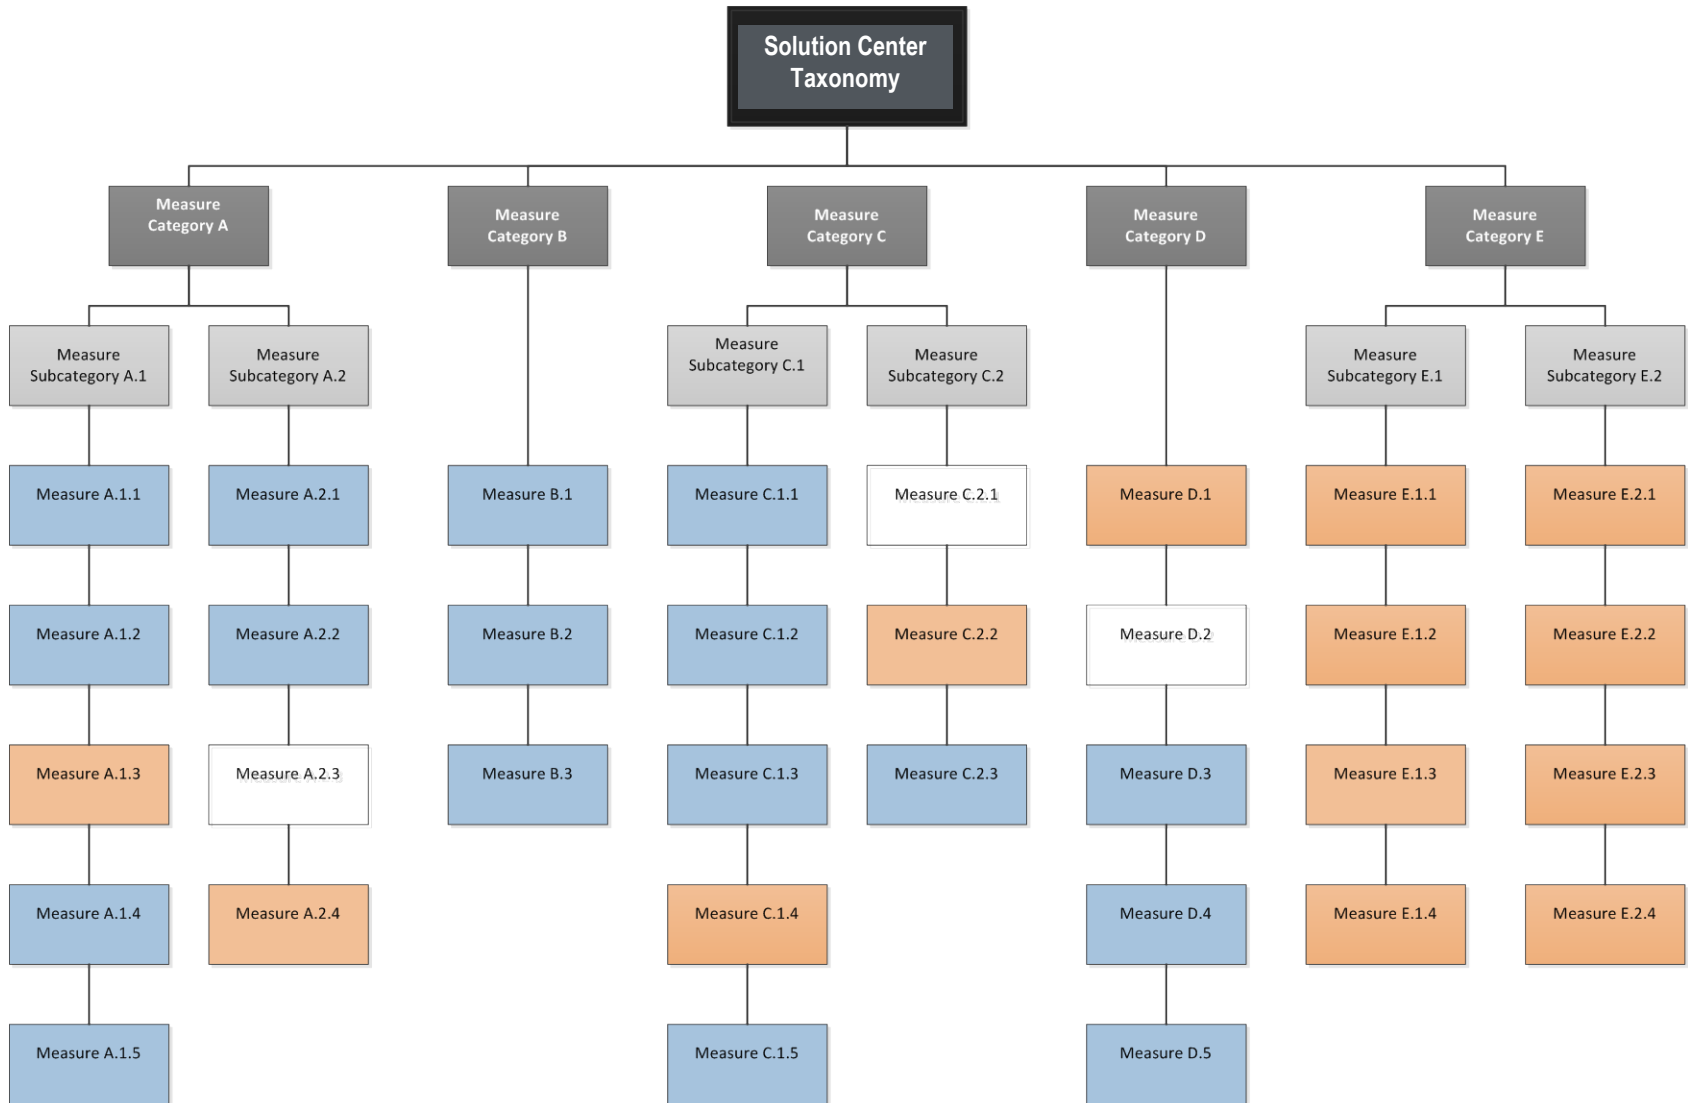 Solution Center
Taxonomy
Measure
Category A
Measure
Category B
Measure
Category C
Measure
Category D
Measure
Category E
Measure
Subcategory A.1
Measure
Subcategory A.2
Measure
Subcategory C.1
Measure
Subcategory C.2
Measure
Subcategory E.1
Measure
Subcategory E.2
Measure A.1.1
Measure A.2.1
Measure B.1
Measure C.1.1
Measure C.2.1
Measure D.1
Measure E.1.1
Measure E.2.1
Measure A.1.2
Measure A.2.2
Measure B.2
Measure C.1.2
Measure C.2.2
Measure D.2
Measure E.1.2
Measure E.2.2
Measure A.1.3
Measure A.2.3
Measure B.3
Measure C.1.3
Measure C.2.3
Measure D.3
Measure E.1.3
Measure E.2.3
Measure A.1.4
Measure A.2.4
Measure C.1.4
Measure D.4
Measure E.1.4
Measure E.2.4
Measure A.1.5
Measure C.1.5
Measure D.5